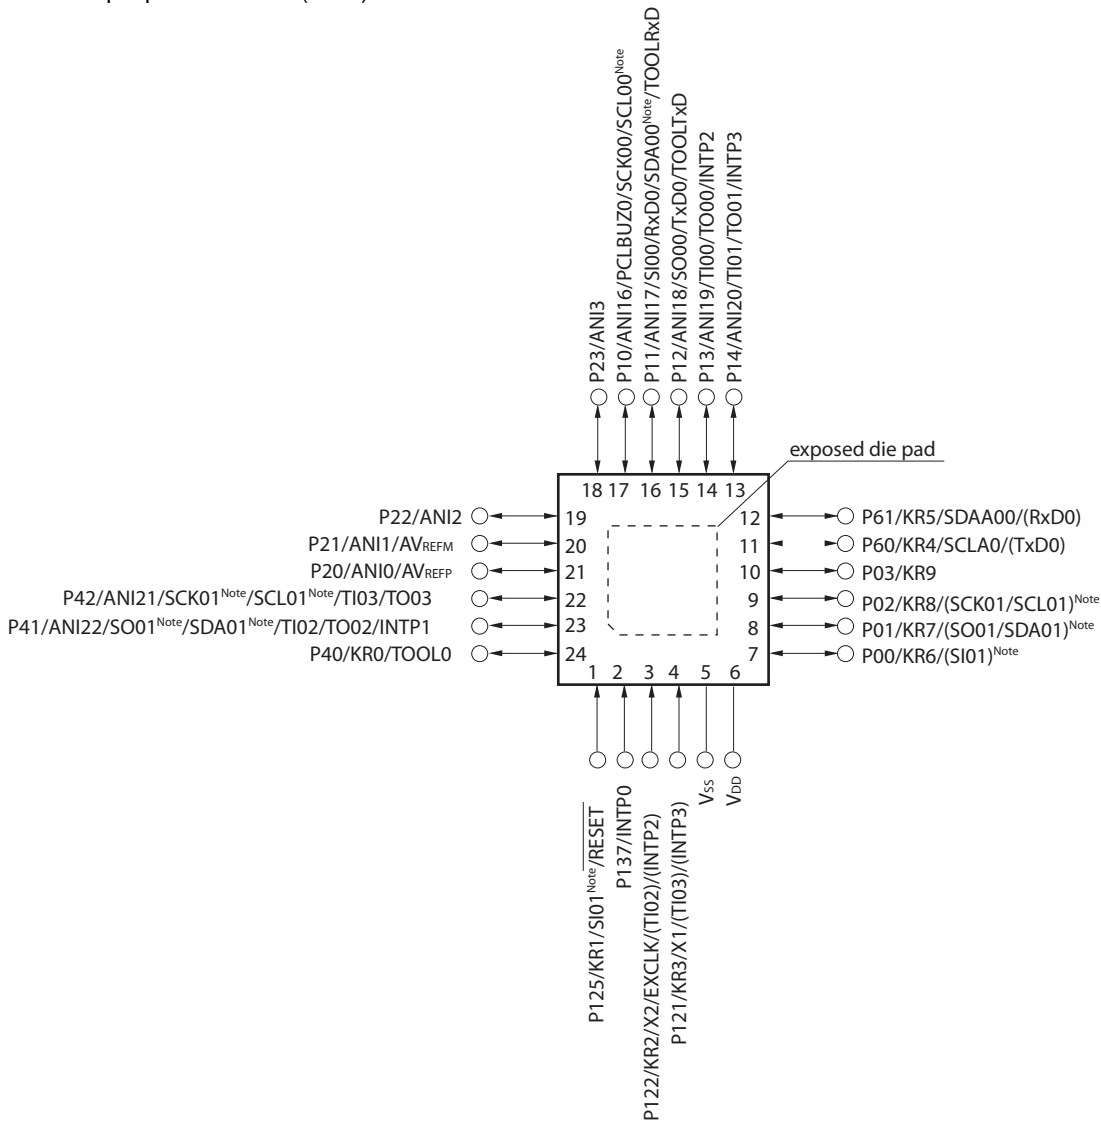 P23/ANI3
P10/ANI16/PCLBUZ0/SCK00/SCL00Note
P11/ANI17/SI00/RxD0/SDA00Note/TOOLRxD
P12/ANI18/SO00/TxD0/TOOLTxD
P13/ANI19/TI00/TO00/INTP2
P14/ANI20/TI01/TO01/INTP3
exposed die pad
18 17 16 15 14 13
P22/ANI2 19
P21/ANI1/AVREFM 20
P20/ANI0/AVREFP 21
P42/ANI21/SCK01Note/SCL01Note/TI03/TO03 22
P41/ANI22/SO01Note/SDA01Note/TI02/TO02/INTP1 23
P40/KR0/TOOL0 24
12 P61/KR5/SDAA00/(RxD0)
11 P60/KR4/SCLA0/(TxD0)
10 P03/KR9
9 P02/KR8/(SCK01/SCL01)Note
8 P01/KR7/(SO01/SDA01)Note
7 P00/KR6/(SI01)Note
1 2 3 4 5 6
P125/KR1/SI01Note/RESET
P137/INTP0
P122/KR2/X2/EXCLK/(TI02)/(INTP2)
P121/KR3/X1/(TI03)/(INTP3)
VSS
VDD